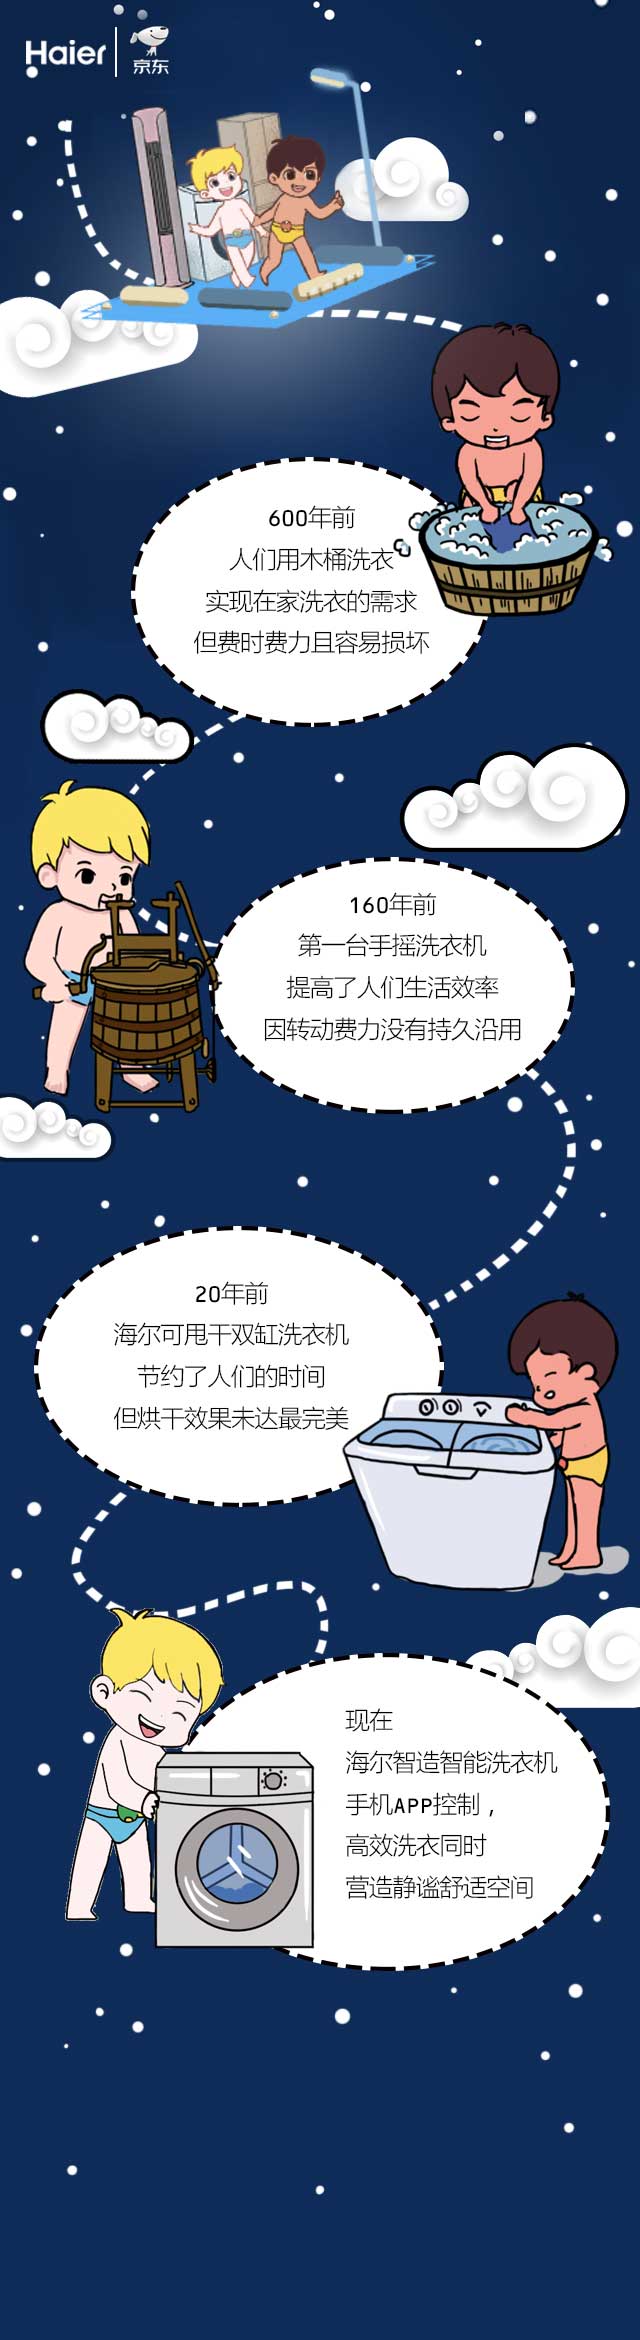 Haier
京东
600年前
人们用木桶洗衣
实现在家洗衣的需求
但费时费力且容易损坏
160年前
第一台手摇洗衣机
提高了人们生活效率
因转动费力没有持久沿用
20年前
海尔可甩干双缸洗衣机
节约了人们的时间
但烘干效果未达最完美
现在
海尔智造智能洗衣机
手机APP控制，
高效洗衣同时
营造静谧舒适空间